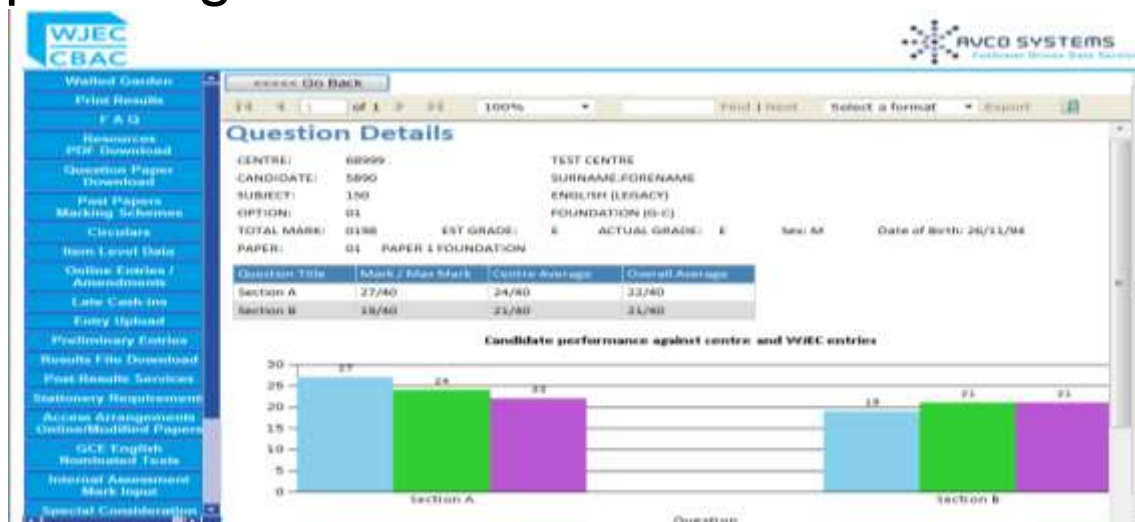 WJEC
CBAC
AVCO SYSTEMS
Walled Garden
Print Results
F A Q
Resources
PDF Download
Question Paper
Download
Past Papers
Marking Schemes
Circulars
Item Level Data
Online Entries /
Amendments
Late Cash-ins
Entry Upload
Preliminary Entries
Results File Download
Post Results Services
Stationery Requirement
Access Arrangements
Online/Modified Papers
GCE English
Nominated Texts
Internal Assessment
Mark Input
Special Consideration
<<<<< Go Back
1 of 1 100% Find | Next Select a format Export
Question Details
CENTRE: 68999 TEST CENTRE
CANDIDATE: 5890 SURNAME:FORENAME
SUBJECT: 150 ENGLISH (LEGACY)
OPTION: 01 FOUNDATION (G-C)
TOTAL MARK: 0198 EST GRADE: E ACTUAL GRADE: E Sex: M Date of Birth: 26/11/94
PAPER: 01 PAPER 1 FOUNDATION
Question Title Mark / Max Mark Centre Average Overall Average
Section A 27/40 24/40 22/40
Section B 19/40 21/40 21/40
Candidate performance against centre and WJEC entries
30
25
20
15
10
5
0
27
24
22
19
21
21
Section A
Section B
Question